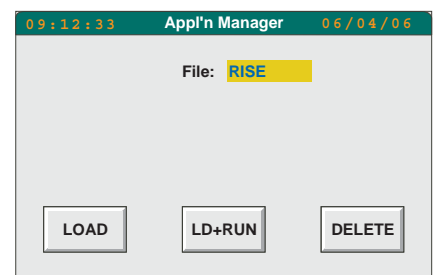 09:12:33 Appl'n Manager 06/04/06
File: RISE
LOAD LD+RUN DELETE